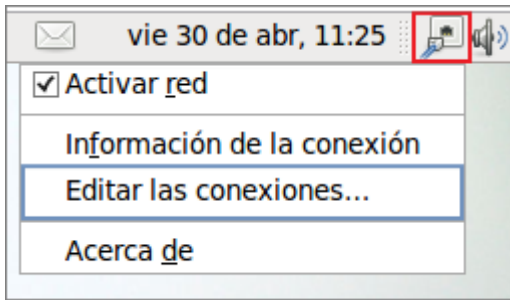 vie 30 de abr, 11:25
Activar red
Información de la conexión
Editar las conexiones...
Acerca de